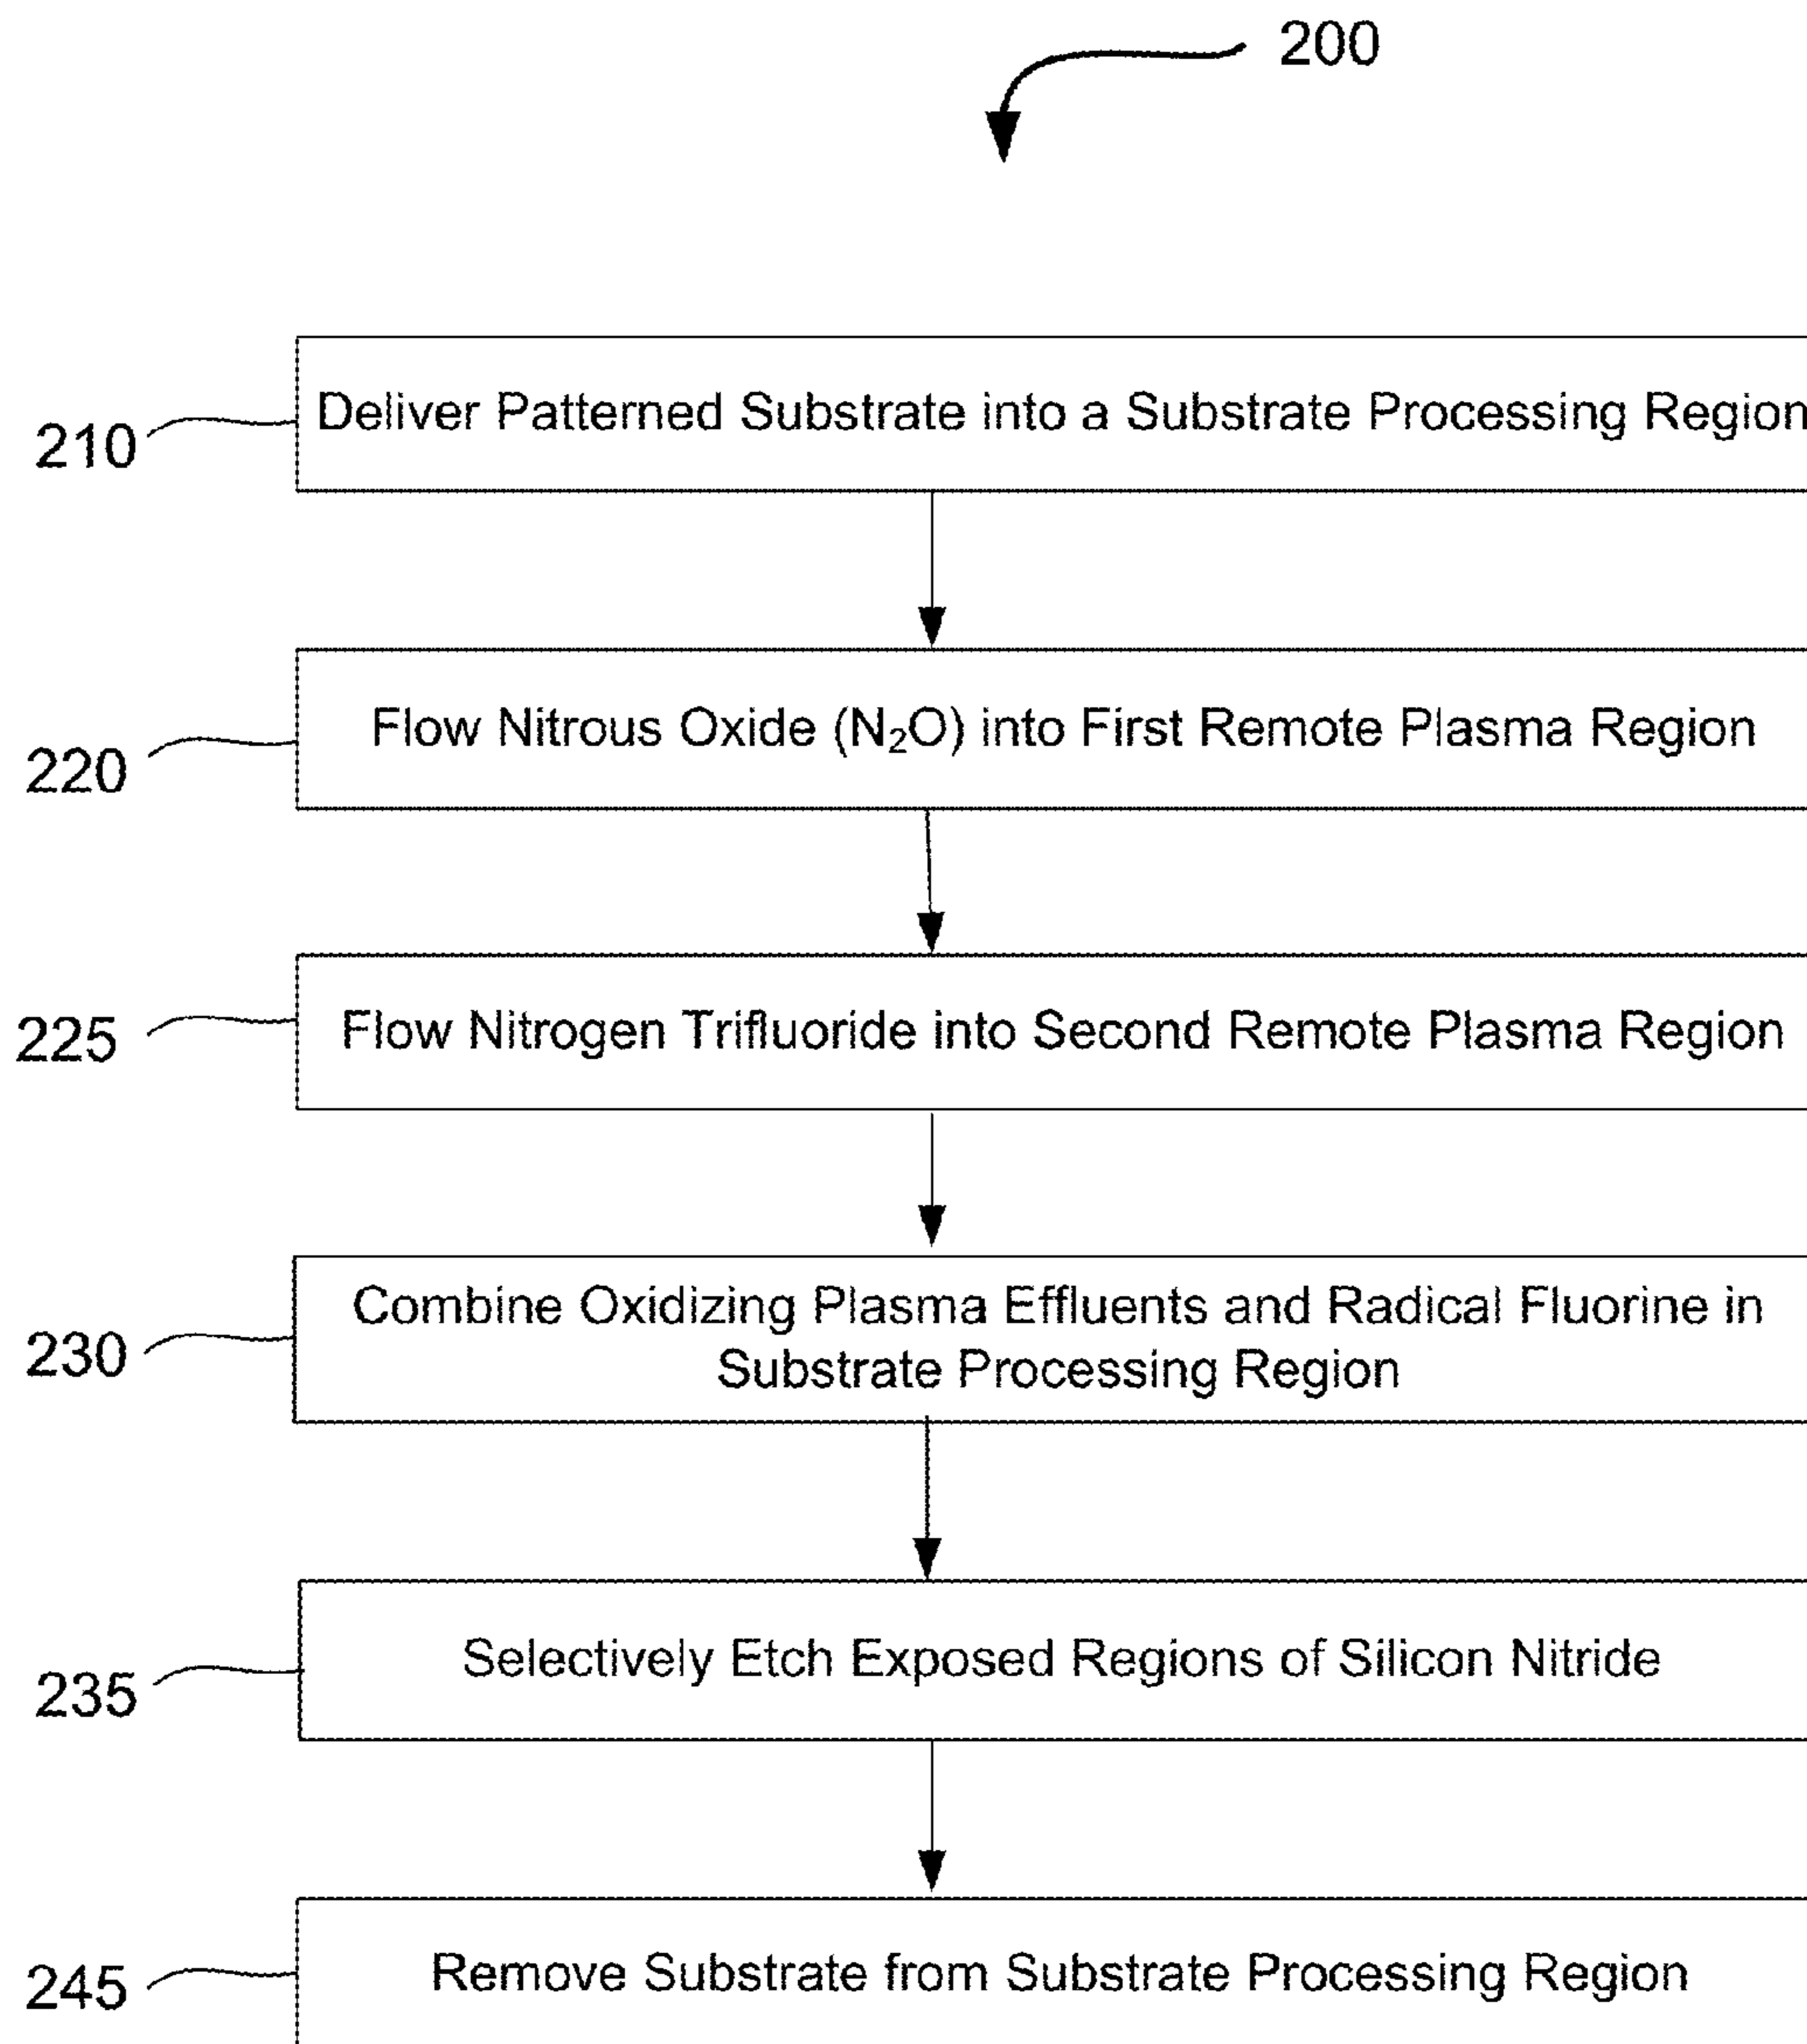 200
210 Deliver Patterned Substrate into a Substrate Processing Region
220 Flow Nitrous Oxide (N₂O) into First Remote Plasma Region
225 Flow Nitrogen Trifluoride into Second Remote Plasma Region
230 Combine Oxidizing Plasma Effluents and Radical Fluorine in
Substrate Processing Region
235 Selectively Etch Exposed Regions of Silicon Nitride
245 Remove Substrate from Substrate Processing Region